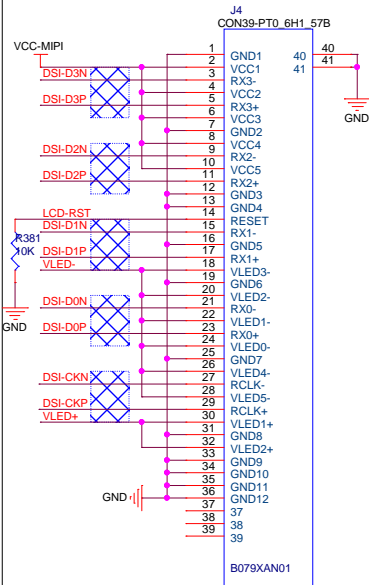 J4
CON39-PT0_6H1_57B
VCC-MIPI
1 GND1 40 40
2 VCC1 41 41
DSI-D3N 3 RX3-
4 VCC2
DSI-D3P 5 RX3+
6 VCC3
7 GND2
8 VCC4
DSI-D2N 9 RX2-
10 VCC5
DSI-D2P 11 RX2+
12 GND3
13 GND4
LCD-RST 14 RESET
DSI-D1N 15 RX1-
16 GND5
DSI-D1P 17 RX1+
VLED- 18 VLED3-
19 GND6
20 VLED2-
DSI-D0N 21 RX0-
22 VLED1-
DSI-D0P 23 RX0+
24 VLED0-
25 GND7
26 VLED4-
DSI-CKN 27 RCLK-
28 VLED5-
DSI-CKP 29 RCLK+
VLED+ 30 VLED1+
31 GND8
32 VLED2+
33 GND9
34 GND10
35 GND11
36 GND12
37 37
38 38
39 39
R381
10K
GND
GND
GND
B079XAN01